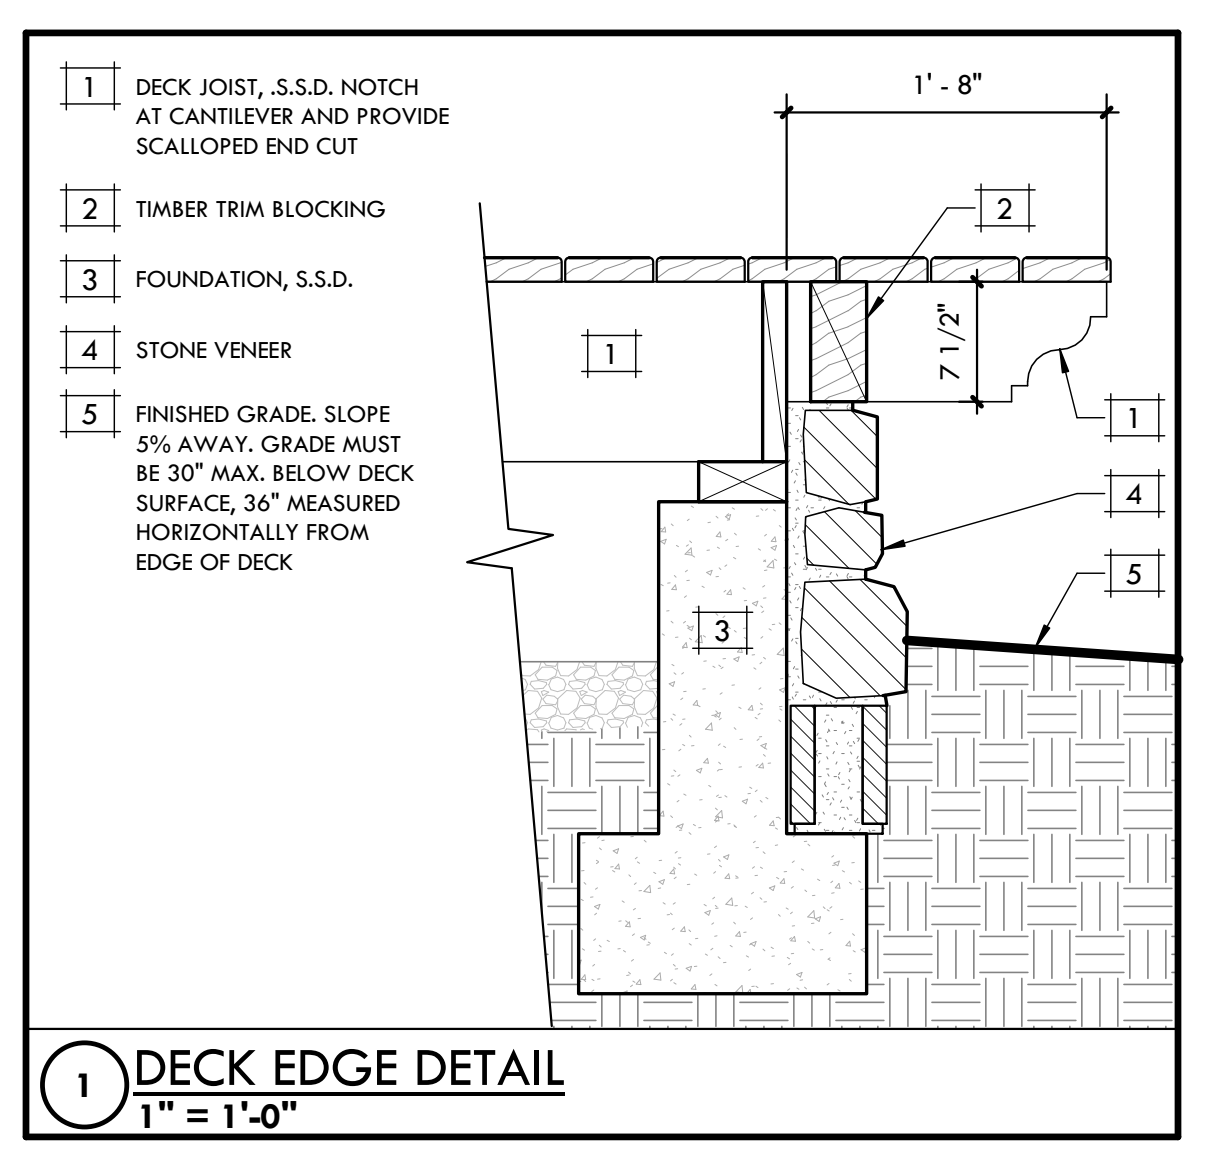 1 DECK JOIST, .S.S.D. NOTCH
AT CANTILEVER AND PROVIDE
SCALLOPED END CUT
2 TIMBER TRIM BLOCKING
3 FOUNDATION, S.S.D.
4 STONE VENEER
5 FINISHED GRADE. SLOPE
5% AWAY. GRADE MUST
BE 30" MAX. BELOW DECK
SURFACE, 36" MEASURED
HORIZONTALLY FROM
EDGE OF DECK
1' - 8"
2
1
7 1/2"
1
4
5
3
1
DECK EDGE DETAIL
1" = 1'-0"